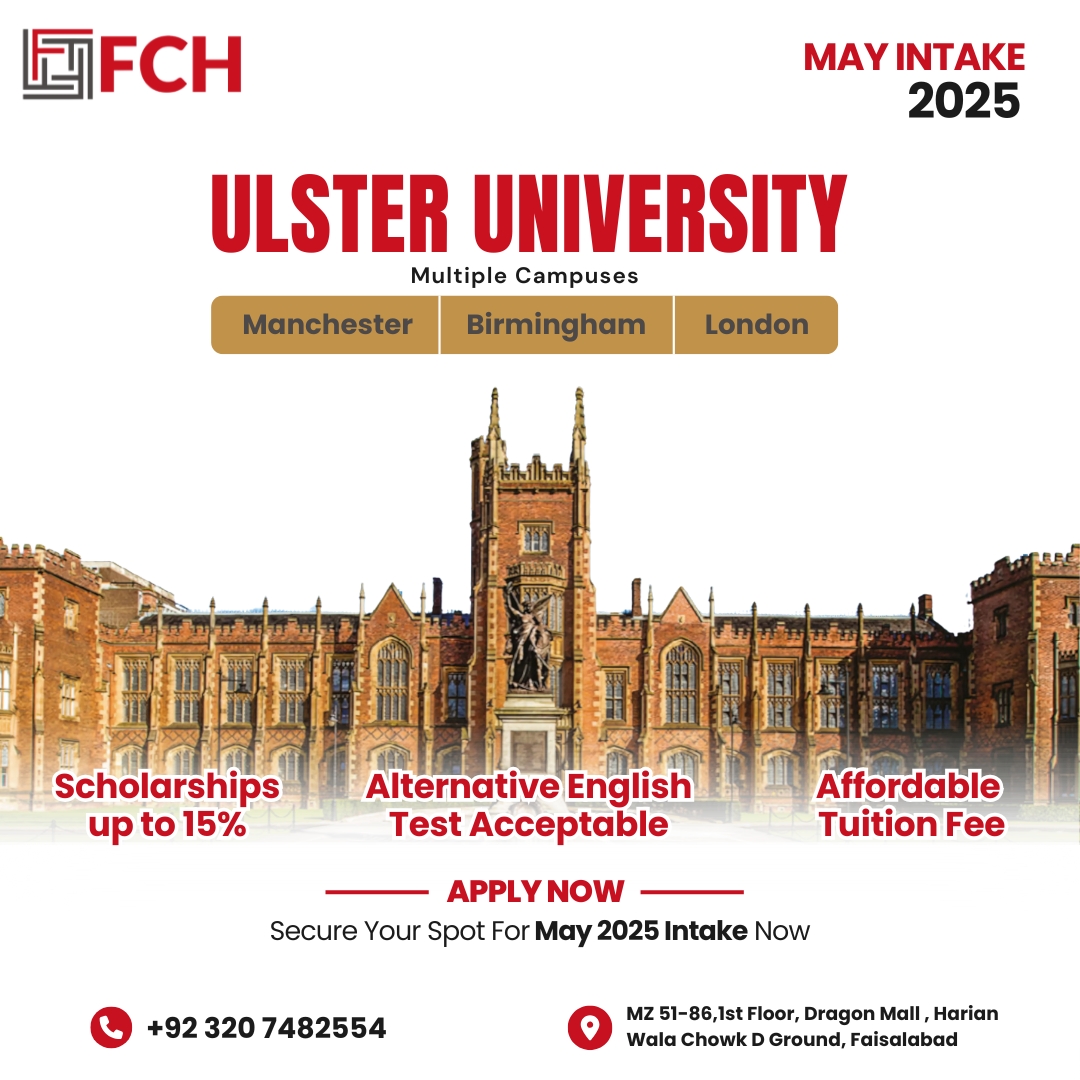 FCH
MAY INTAKE
2025
ULSTER UNIVERSITY
Multiple Campuses
Manchester
Birmingham
London
Scholarships
up to 15%
Alternative English
Test Acceptable
Affordable
Tuition Fee
APPLY NOW
Secure Your Spot For May 2025 Intake Now
+92 320 7482554
MZ 51-86,1st Floor, Dragon Mall , Harian
Wala Chowk D Ground, Faisalabad